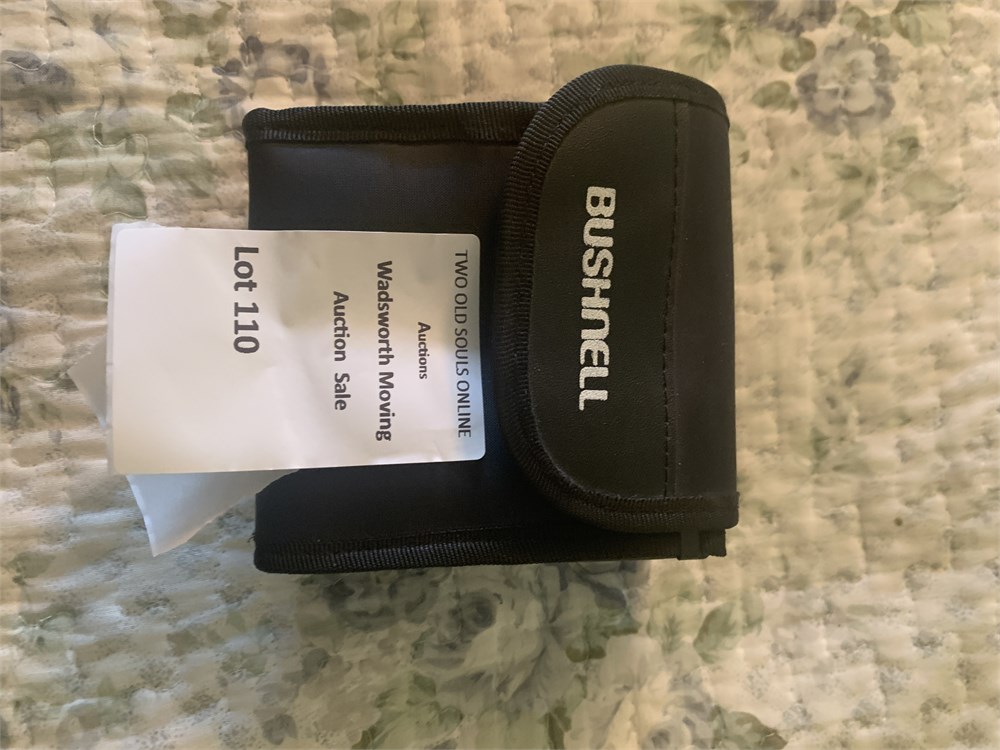 BUSHNELL
TWO OLD SOULS ONLINE
Auctions
Wadsworth Moving
Auction Sale
Lot 110